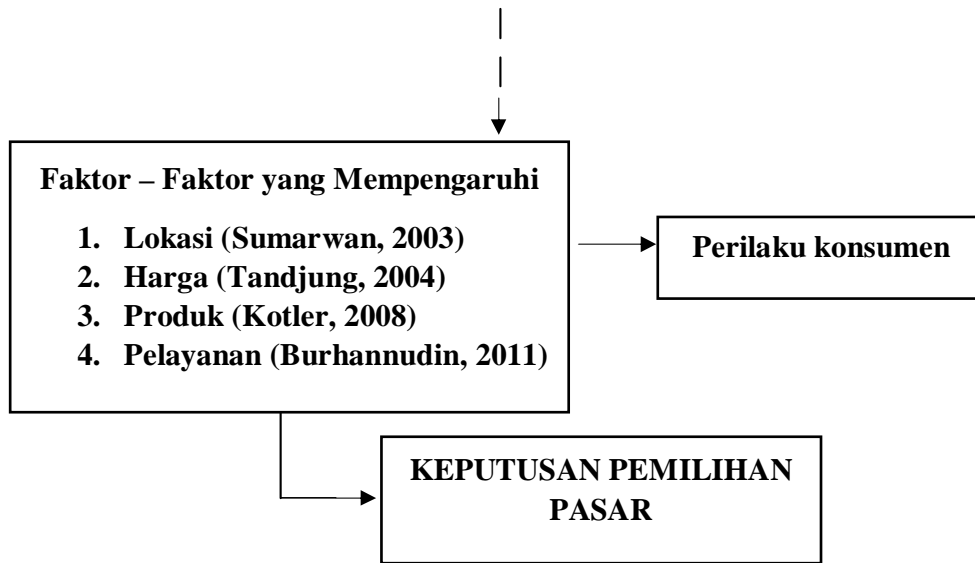 Faktor – Faktor yang Mempengaruhi
1. Lokasi (Sumarwan, 2003)
2. Harga (Tandjung, 2004)
3. Produk (Kotler, 2008)
4. Pelayanan (Burhannudin, 2011)
Perilaku konsumen
KEPUTUSAN PEMILIHAN
PASAR